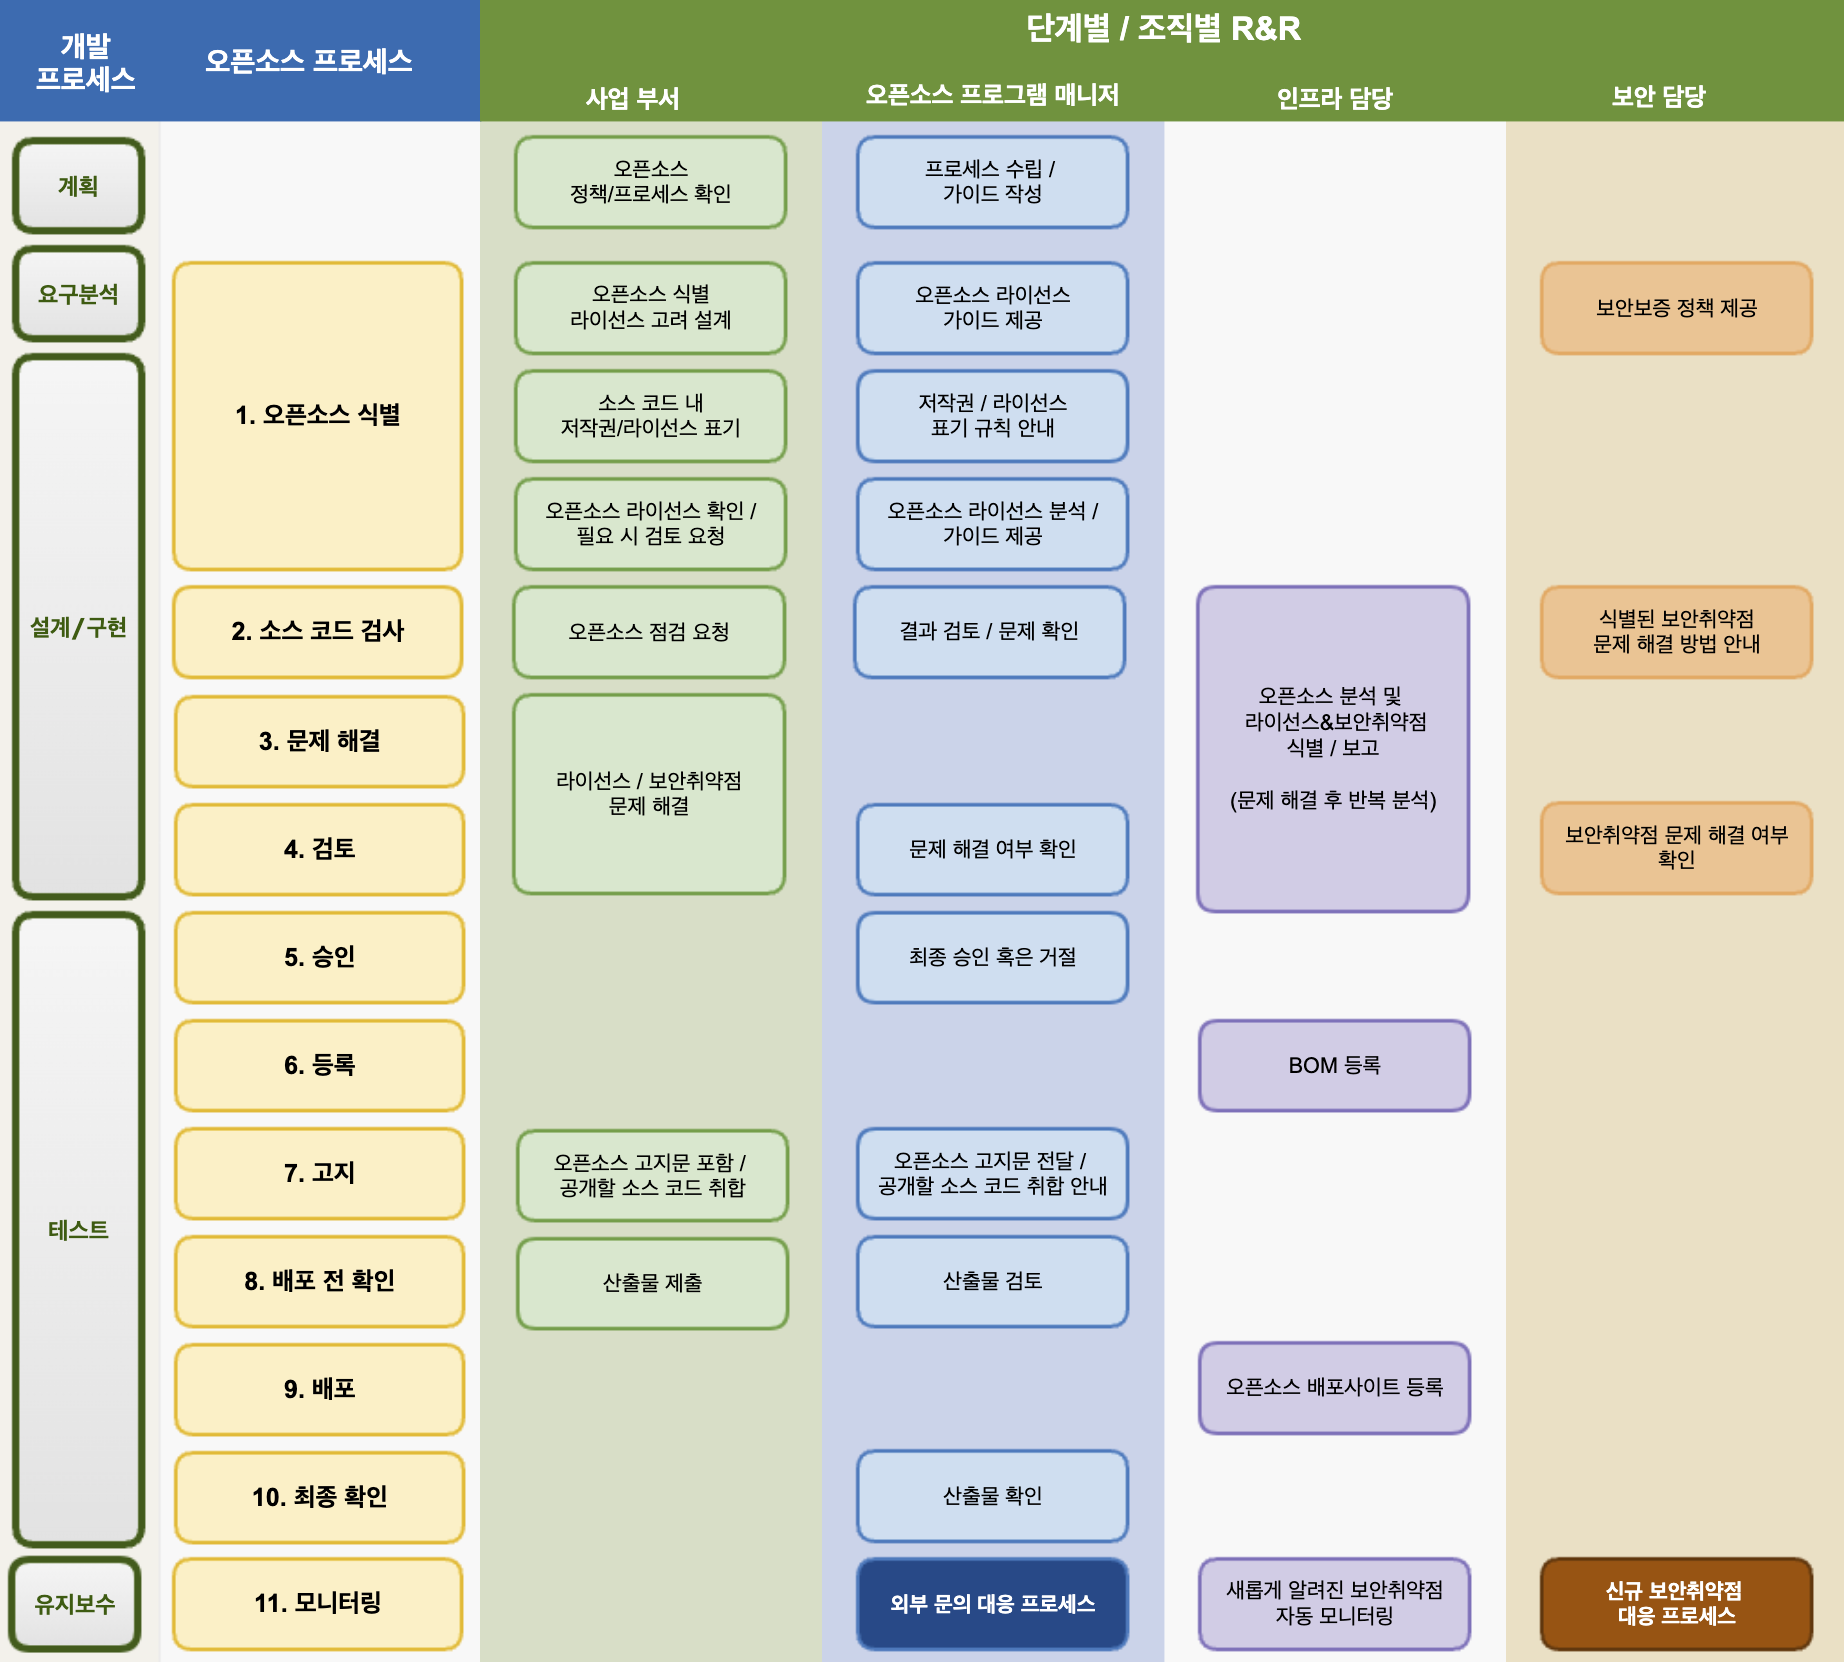 개발
프로세스
오픈소스 프로세스
단계별 / 조직별 R&R
사업 부서
오픈소스 프로그램 매니저
인프라 담당
보안 담당
계획
오픈소스
정책/프로세스 확인
프로세스 수립 /
가이드 작성
요구분석
1. 오픈소스 식별
오픈소스 식별
라이선스 고려 설계
오픈소스 라이선스
가이드 제공
보안보증 정책 제공
설계/구현
소스 코드 내
저작권/라이선스 표기
저작권 / 라이선스
표기 규칙 안내
오픈소스 라이선스 확인 /
필요 시 검토 요청
오픈소스 라이선스 분석 /
가이드 제공
2. 소스 코드 검사
오픈소스 점검 요청
결과 검토 / 문제 확인
오픈소스 분석 및
라이선스&보안취약점
식별 / 보고
(문제 해결 후 반복 분석)
식별된 보안취약점
문제 해결 방법 안내
3. 문제 해결
라이선스 / 보안취약점
문제 해결
4. 검토
문제 해결 여부 확인
보안취약점 문제 해결 여부
확인
테스트
5. 승인
최종 승인 혹은 거절
6. 등록
BOM 등록
7. 고지
오픈소스 고지문 포함 /
공개할 소스 코드 취합
오픈소스 고지문 전달 /
공개할 소스 코드 취합 안내
8. 배포 전 확인
산출물 제출
산출물 검토
9. 배포
오픈소스 배포사이트 등록
10. 최종 확인
산출물 확인
유지보수
11. 모니터링
외부 문의 대응 프로세스
새롭게 알려진 보안취약점
자동 모니터링
신규 보안취약점
대응 프로세스